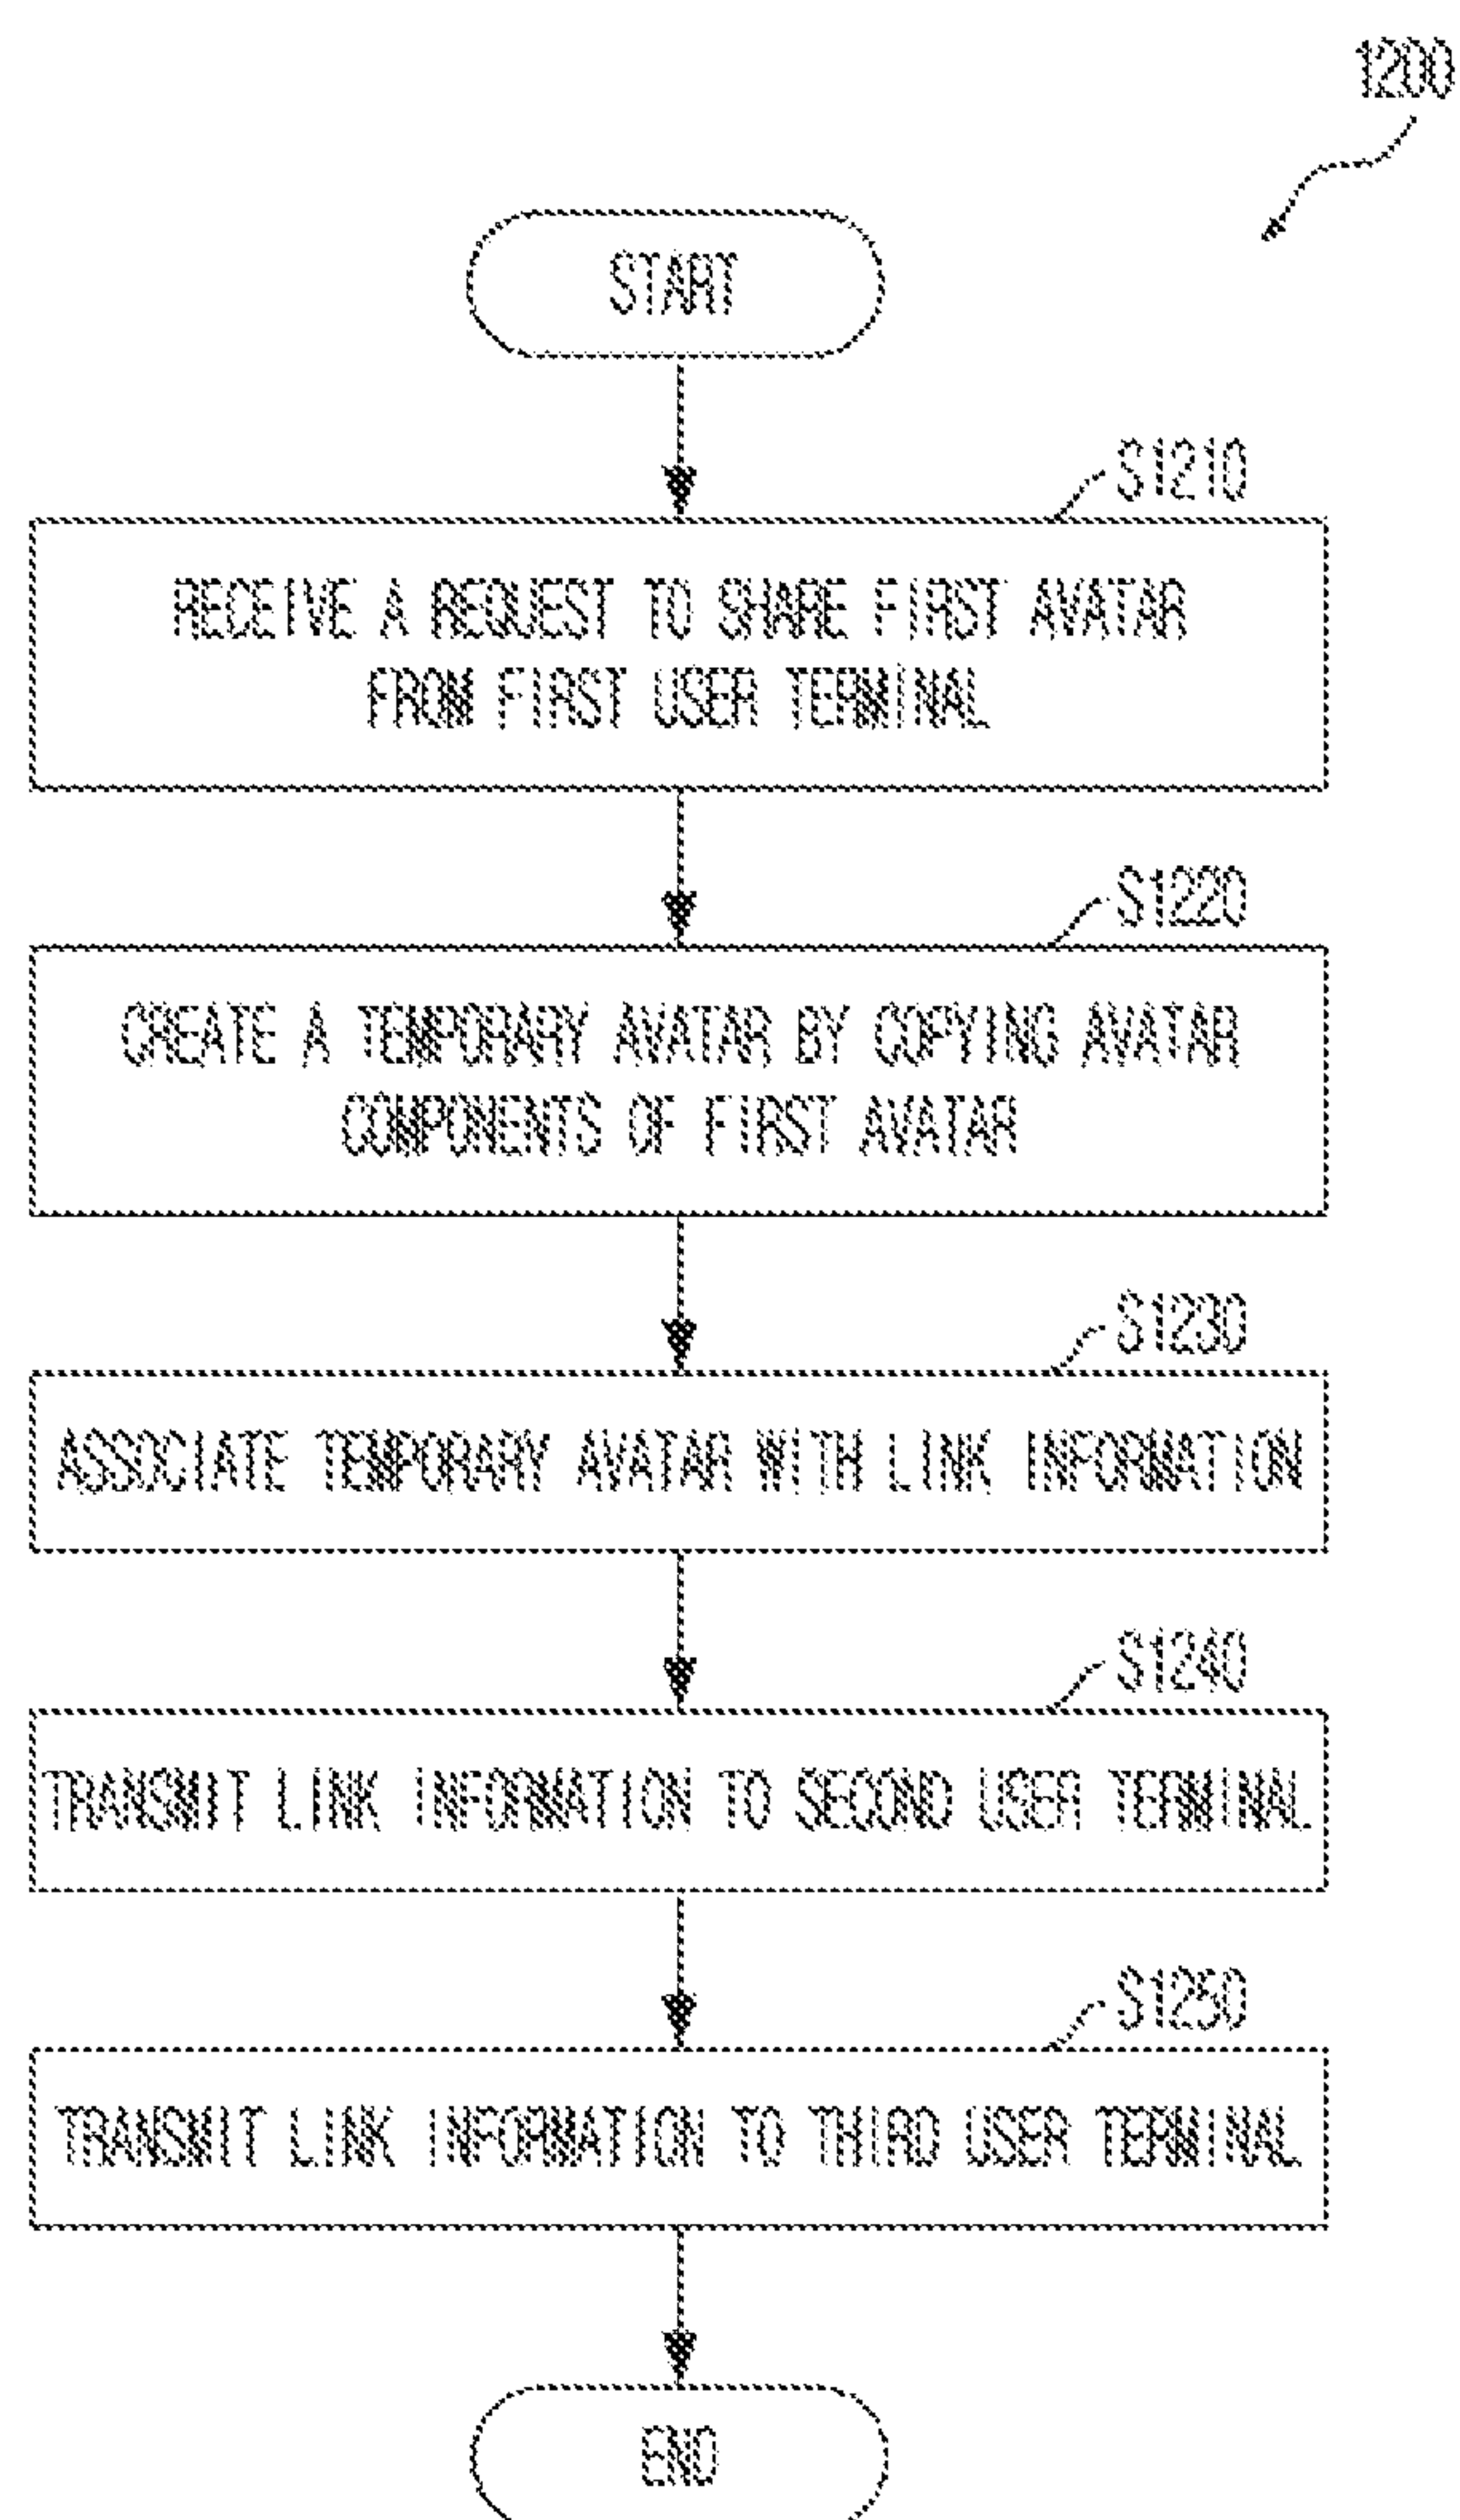 1200
START
S1210
RECEIVE A REQUEST TO SHARE FIRST AVATAR
FROM FIRST USER TERMINAL
S1220
CREATE A TEMPORARY AVATAR BY COPYING AVATAR
COMPONENTS OF FIRST AVATAR
S1230
ASSOCIATE TEMPORARY AVATAR WITH LINK INFORMATION
S1240
TRANSMIT LINK INFORMATION TO SECOND USER TERMINAL
S1250
TRANSMIT LINK INFORMATION TO THIRD USER TERMINAL
END